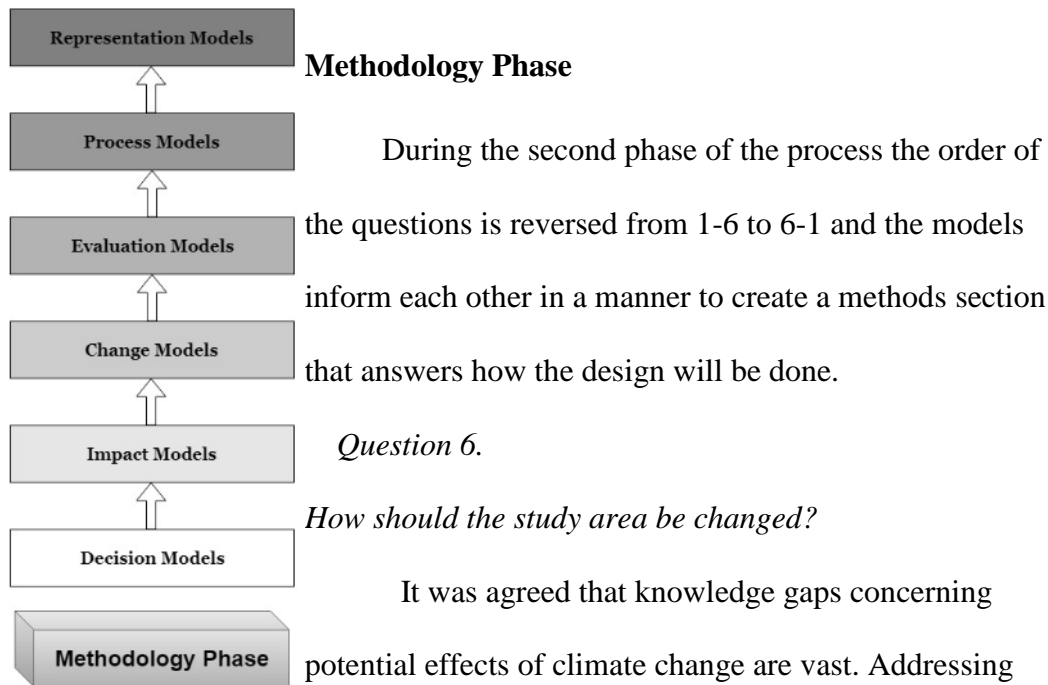 Representation Models
Process Models
Evaluation Models
Change Models
Impact Models
Decision Models
Methodology Phase
Methodology Phase
During the second phase of the process the order of
the questions is reversed from 1-6 to 6-1 and the models
inform each other in a manner to create a methods section
that answers how the design will be done.
Question 6.
How should the study area be changed?
It was agreed that knowledge gaps concerning
potential effects of climate change are vast. Addressing